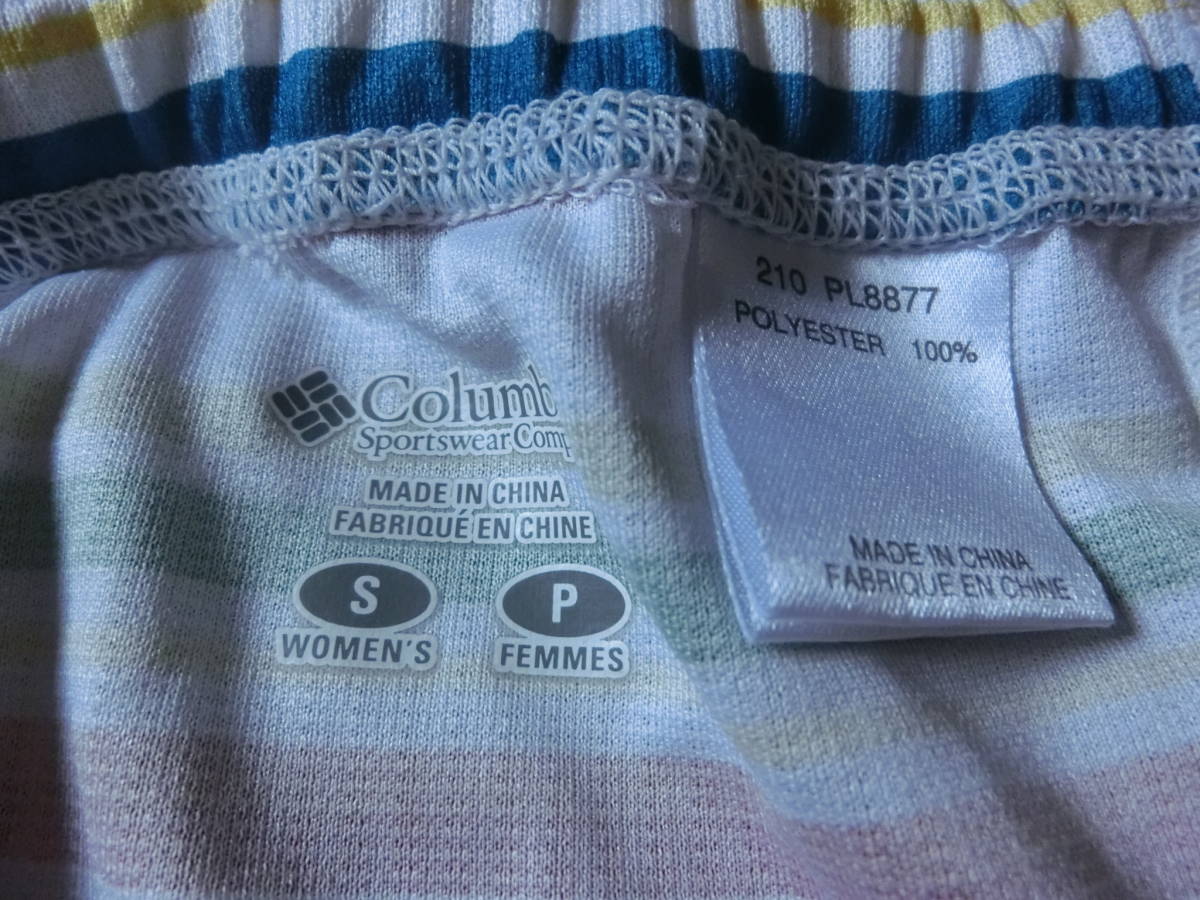 210 PL8877
POLYESTER 100%
MADE IN CHINA
FABRIQUE EN CHINE
Columb
Sportswear Comp
MADE IN CHINA
FABRIQUÉ EN CHINE
S
WOMEN'S
P
FEMMES